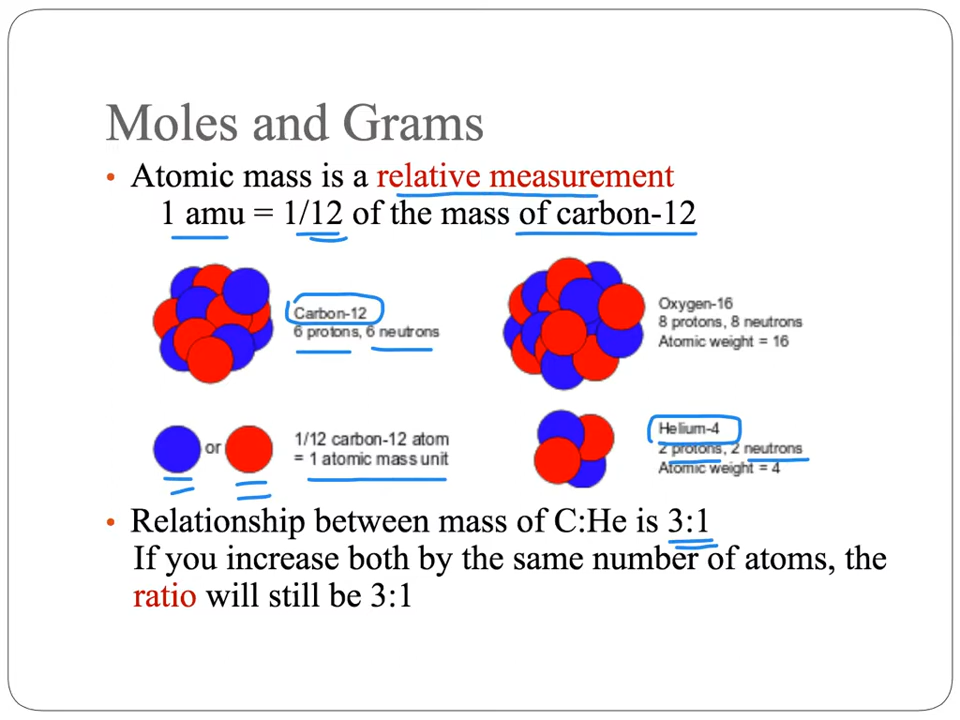 Moles and Grams
• Atomic mass is a relative measurement
1 amu = 1/12 of the mass of carbon-12
Carbon-12
6 protons, 6 neutrons
Oxygen-16
8 protons, 8 neutrons
Atomic weight = 16
or
1/12 carbon-12 atom
= 1 atomic mass unit
Helium-4
2 protons, 2 neutrons
Atomic weight = 4
• Relationship between mass of C:He is 3:1
If you increase both by the same number of atoms, the
ratio will still be 3:1